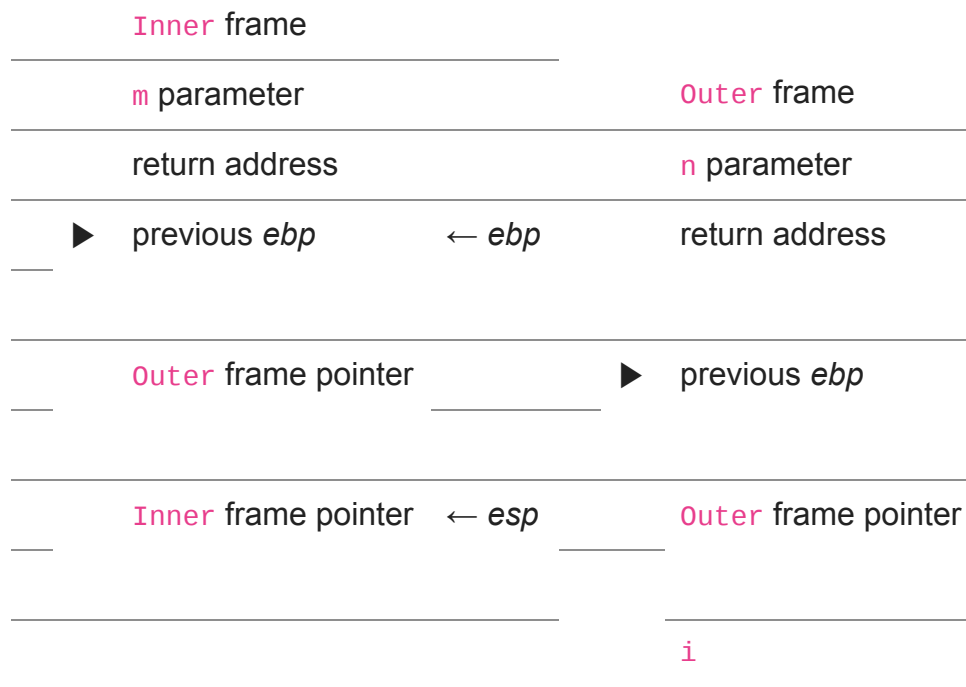 Inner frame
m parameter Outer frame
return address n parameter
▶ previous ebp ← ebp return address
Outer frame pointer ▶ previous ebp
Inner frame pointer ← esp Outer frame pointer
i